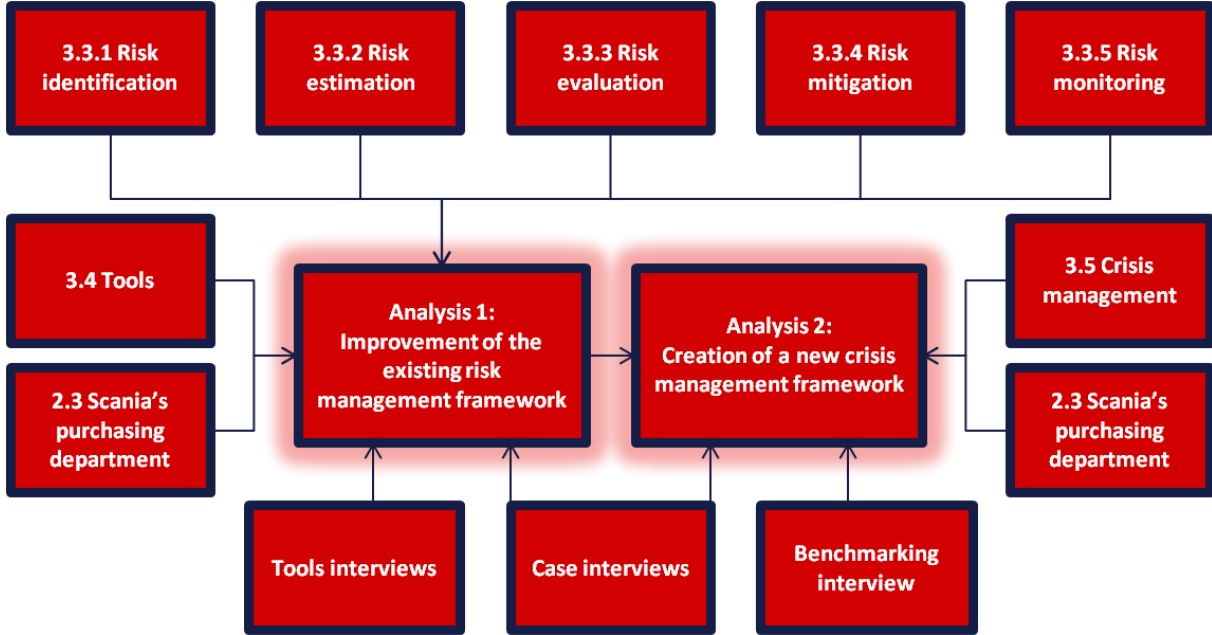 3.3.1 Risk
identification
3.3.2 Risk
estimation
3.3.3 Risk
evaluation
3.3.4 Risk
mitigation
3.3.5 Risk
monitoring
3.4 Tools
Analysis 1:
Improvement of the
existing risk
management framework
Analysis 2:
Creation of a new crisis
management framework
3.5 Crisis
management
2.3 Scania’s
purchasing
department
2.3 Scania’s
purchasing
department
Tools interviews
Case interviews
Benchmarking
interview